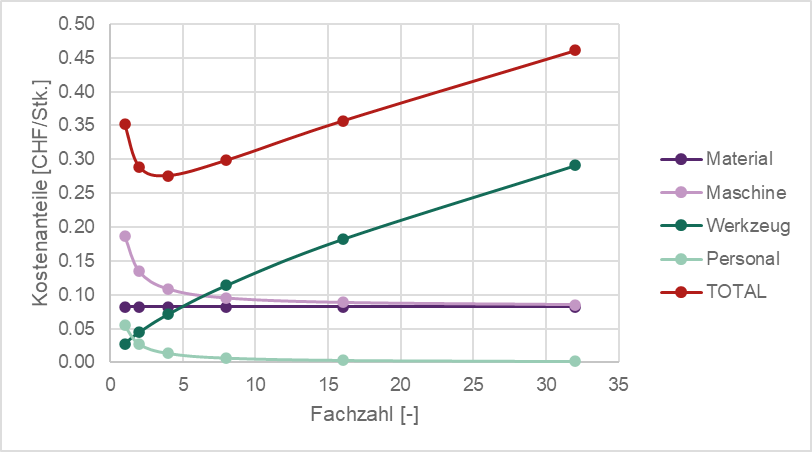 0.50
0.45
0.40
0.35
0.30
0.25
0.20
0.15
0.10
0.05
0.00
Kostenanteile [CHF/Stk.]
0 5 10 15 20 25 30 35
Fachzahl [-]
Material
Maschine
Werkzeug
Personal
TOTAL